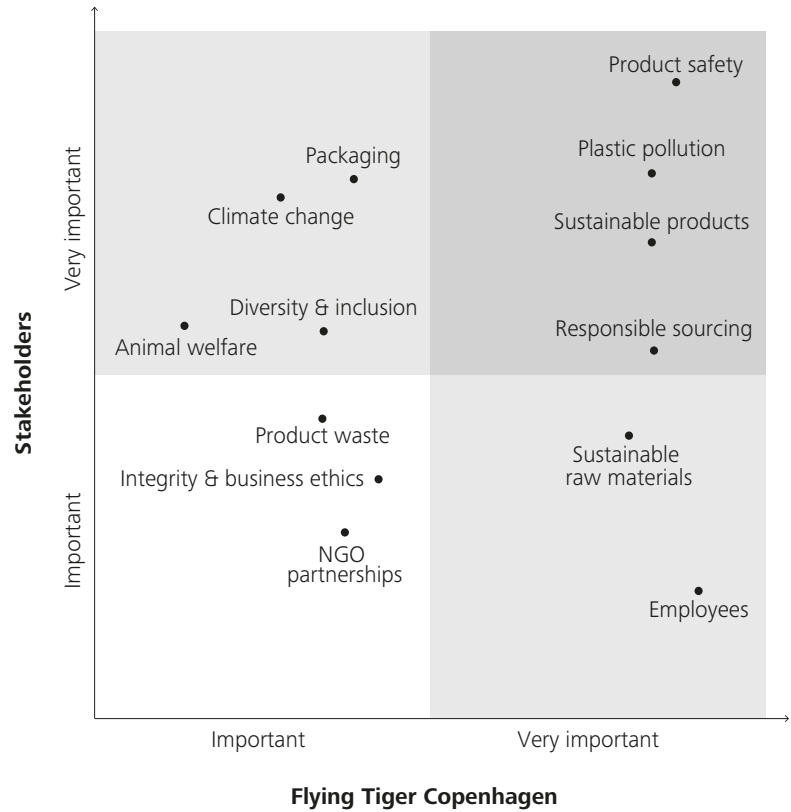 Product safety
Plastic pollution
Packaging
Climate change
Sustainable products
Diversity & inclusion
Animal welfare
Responsible sourcing
Product waste
Sustainable
raw materials
Integrity & business ethics
NGO
partnerships
Employees
Very important
Stakeholders
Important
Important
Very important
Flying Tiger Copenhagen